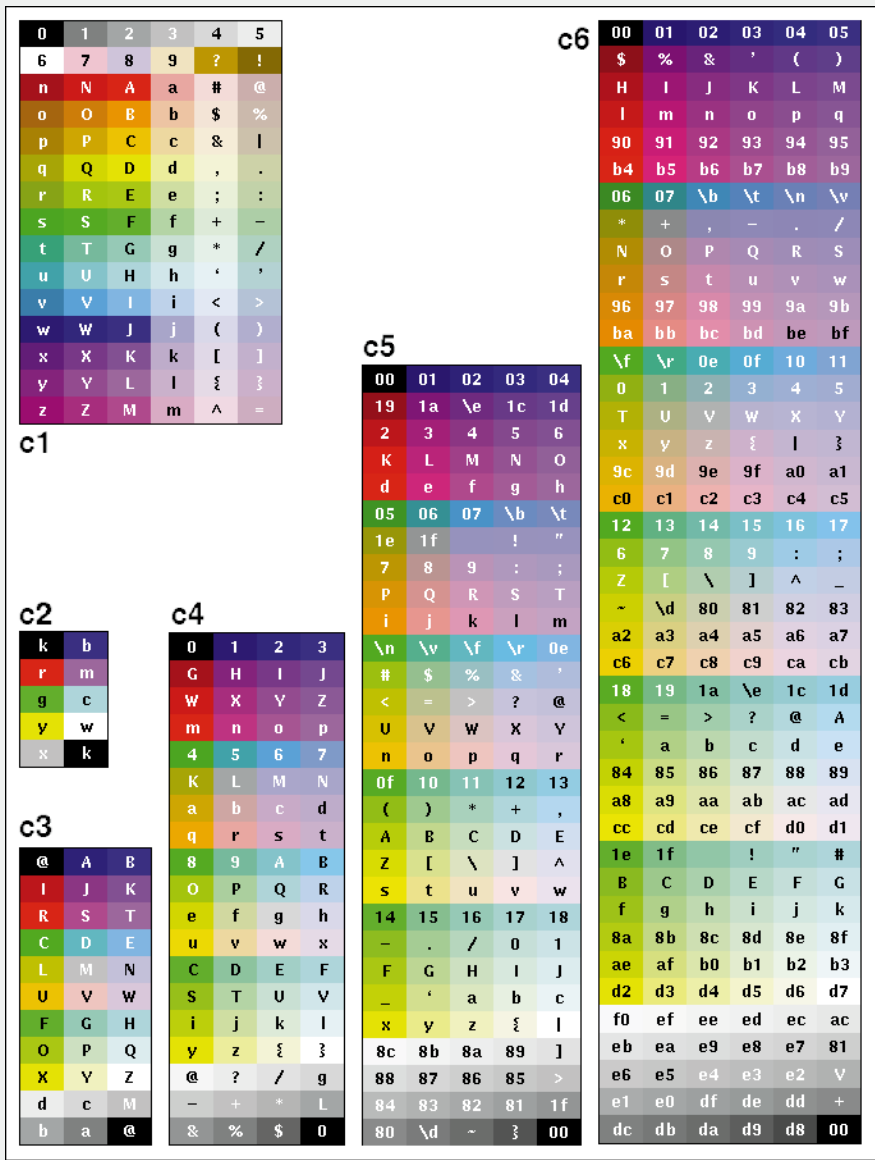 0 1 2 3 4 5
6 7 8 9 ? !
n N A a # @
o O B b $ %
p P C c & |
q Q D d , .
r R E e ; :
s S F f + −
t T G g * /
u U H h ‘ ’
v V I i < >
w W J j ( )
x X K k [ ]
y Y L l { }
z Z M m ^ =
c1
c2
k b
r m
g c
y w
x k
c3
@ A B
I J K
R S T
C D E
L M N
U V W
F G H
O P Q
X Y Z
d c M
b a @
c4
0 1 2 3
G H I J
W X Y Z
m n o p
4 5 6 7
K L M N
a b c d
q r s t
8 9 A B
O P Q R
e f g h
u v w x
C D E F
S T U V
i j k l
y z { }
@ ? / g
− + * L
& % $ 0
c5
00 01 02 03 04
19 1a \e 1c 1d
2 3 4 5 6
K L M N O
d e f g h
05 06 07 \b \t
1e 1f ! "
7 8 9 : ;
P Q R S T
i j k l m
\n \v \f \r 0e
# $ % & ’
< = > ? @
U V W X Y
n o p q r
0f 10 11 12 13
( ) * + ,
A B C D E
Z [ \ ] ^
s t u v w
14 15 16 17 18
− . / 0 1
F G H I J
_ ‘ a b c
x y z { |
8c 8b 8a 89 ]
88 87 86 85 >
84 83 82 81 1f
80 \d ~ } 00
c6
00 01 02 03 04 05
$ % & ’ ( )
H I J K L M
l m n o p q
90 91 92 93 94 95
b4 b5 b6 b7 b8 b9
06 07 \b \t \n \v
* + , − . /
N O P Q R S
r s t u v w
96 97 98 99 9a 9b
ba bb bc bd be bf
\f \r 0e 0f 10 11
0 1 2 3 4 5
T U V W X Y
x y z { | }
9c 9d 9e 9f a0 a1
c0 c1 c2 c3 c4 c5
12 13 14 15 16 17
6 7 8 9 : ;
Z [ \ ] ^ _
~ \d 80 81 82 83
a2 a3 a4 a5 a6 a7
c6 c7 c8 c9 ca cb
18 19 1a \e 1c 1d
< = > ? @ A
‘ a b c d e
84 85 86 87 88 89
a8 a9 aa ab ac ad
cc cd ce cf d0 d1
1e 1f ! " #
B C D E F G
f g h i j k
8a 8b 8c 8d 8e 8f
ae af b0 b1 b2 b3
d2 d3 d4 d5 d6 d7
f0 ef ee ed ec ac
eb ea e9 e8 e7 81
e6 e5 e4 e3 e2 V
e1 e0 df de dd +
dc db da d9 d8 00